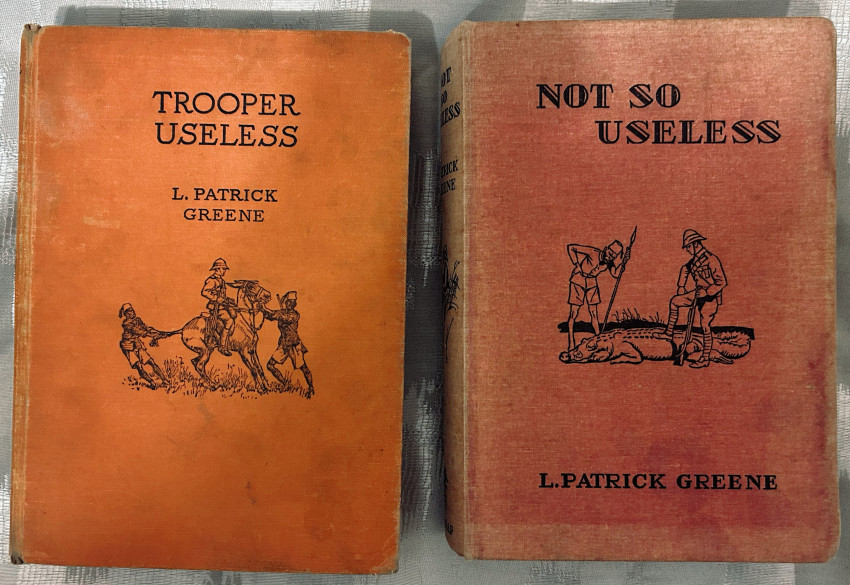 TROOPER
USELESS
L. PATRICK
GREENE
NOT SO
USELESS
L. PATRICK GREENE